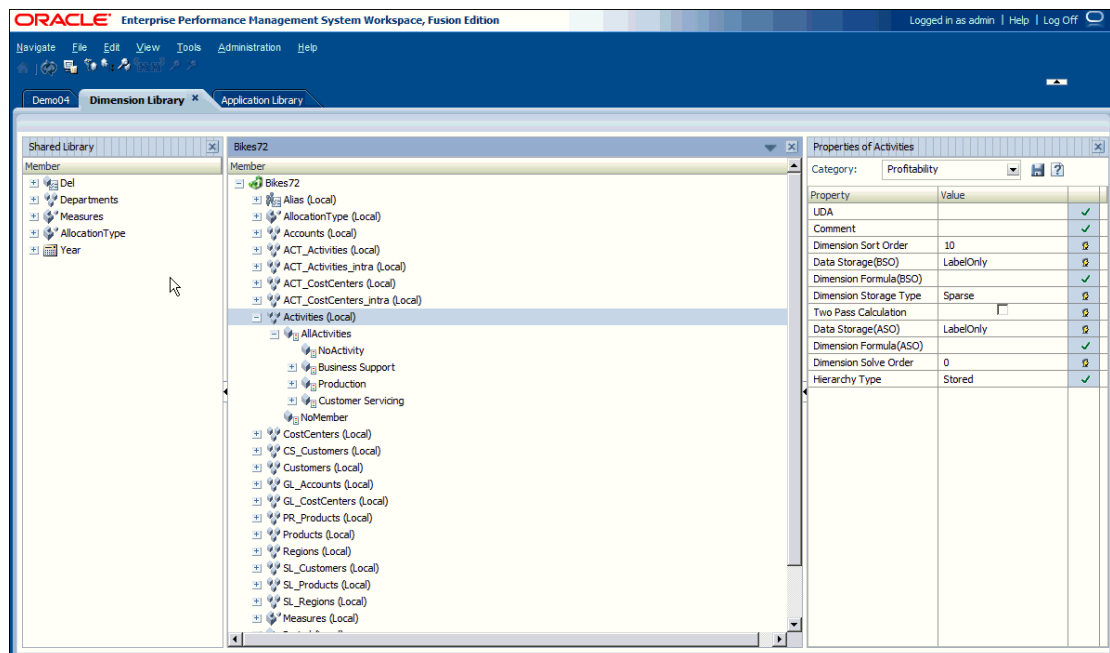 ORACLE Enterprise Performance Management System Workspace, Fusion Edition Logged in as admin | Help | Log Off
Navigate File Edit View Tools Administration Help
Demo04 Dimension Library × Application Library
Shared Library
Member
Del
Departments
Measures
AllocationType
Year
Bikes72
Member
Bikes72
Alias (Local)
AllocationType (Local)
Accounts (Local)
ACT_Activities (Local)
ACT_Activities_intra (Local)
ACT_CostCenters (Local)
ACT_CostCenters_intra (Local)
Activities (Local)
AllActivities
NoActivity
Business Support
Production
Customer Servicing
NoMember
CostCenters (Local)
CS_Customers (Local)
Customers (Local)
GL_Accounts (Local)
GL_CostCenters (Local)
PR_Products (Local)
Products (Local)
Regions (Local)
SL_Customers (Local)
SL_Products (Local)
SL_Regions (Local)
Measures (Local)
Properties of Activities
Category: Profitability
Property Value
UDA
Comment
Dimension Sort Order 10
Data Storage(BSO) LabelOnly
Dimension Formula(BSO)
Dimension Storage Type Sparse
Two Pass Calculation
Data Storage(ASO) LabelOnly
Dimension Formula(ASO)
Dimension Solve Order 0
Hierarchy Type Stored